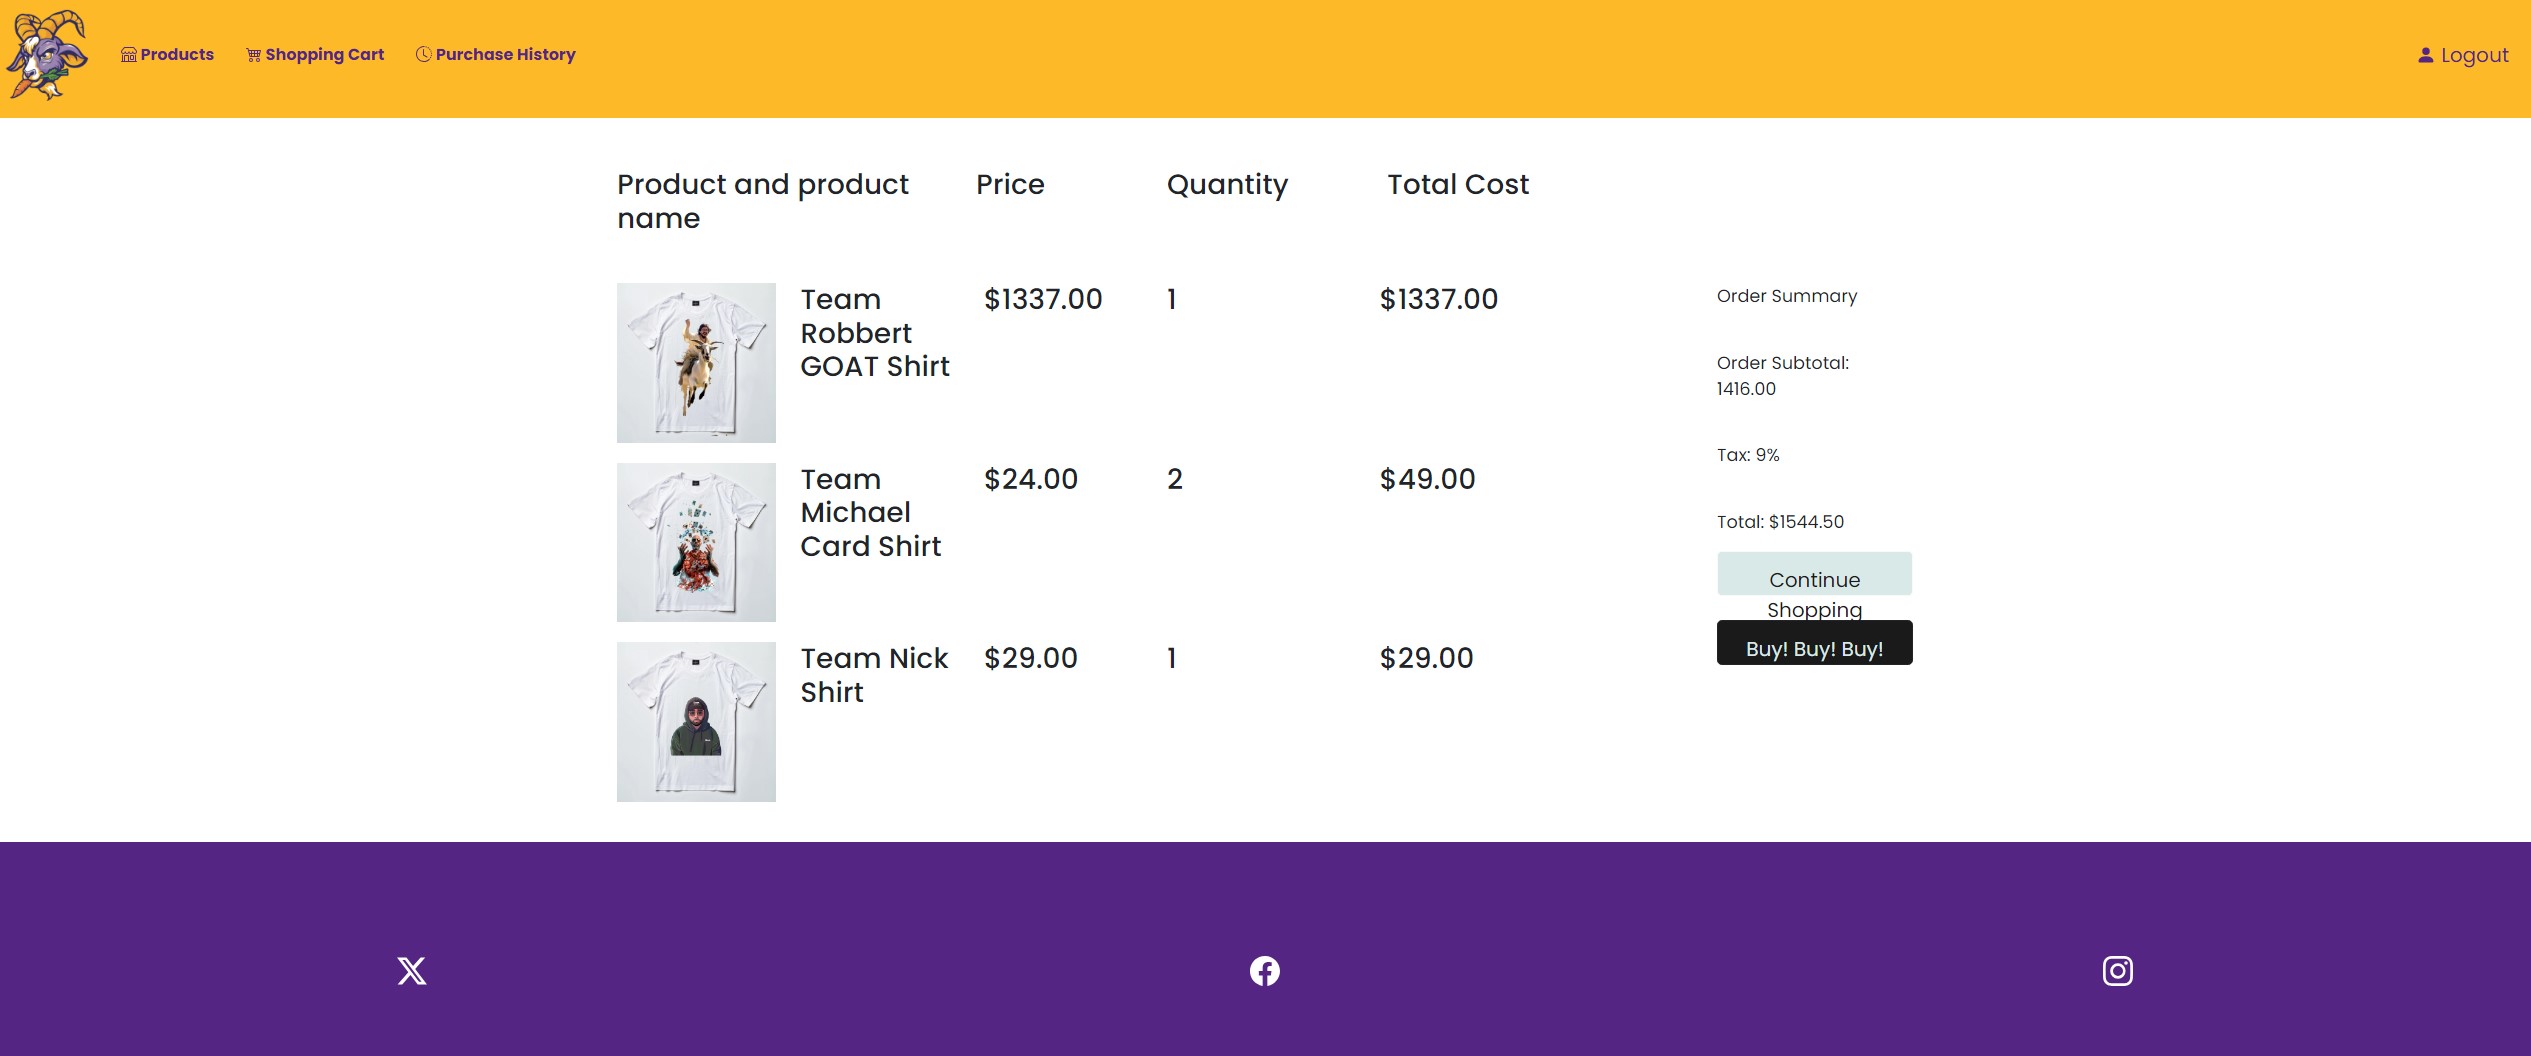 Products
Shopping Cart
Purchase History
Logout
Product and product
name
Price
Quantity
Total Cost
Team
Robbert
GOAT Shirt
$1337.00
1
$1337.00
Team
Michael
Card Shirt
$24.00
2
$49.00
Team Nick
Shirt
$29.00
1
$29.00
Order Summary
Order Subtotal:
1416.00
Tax: 9%
Total: $1544.50
Continue
Shopping
Buy! Buy! Buy!